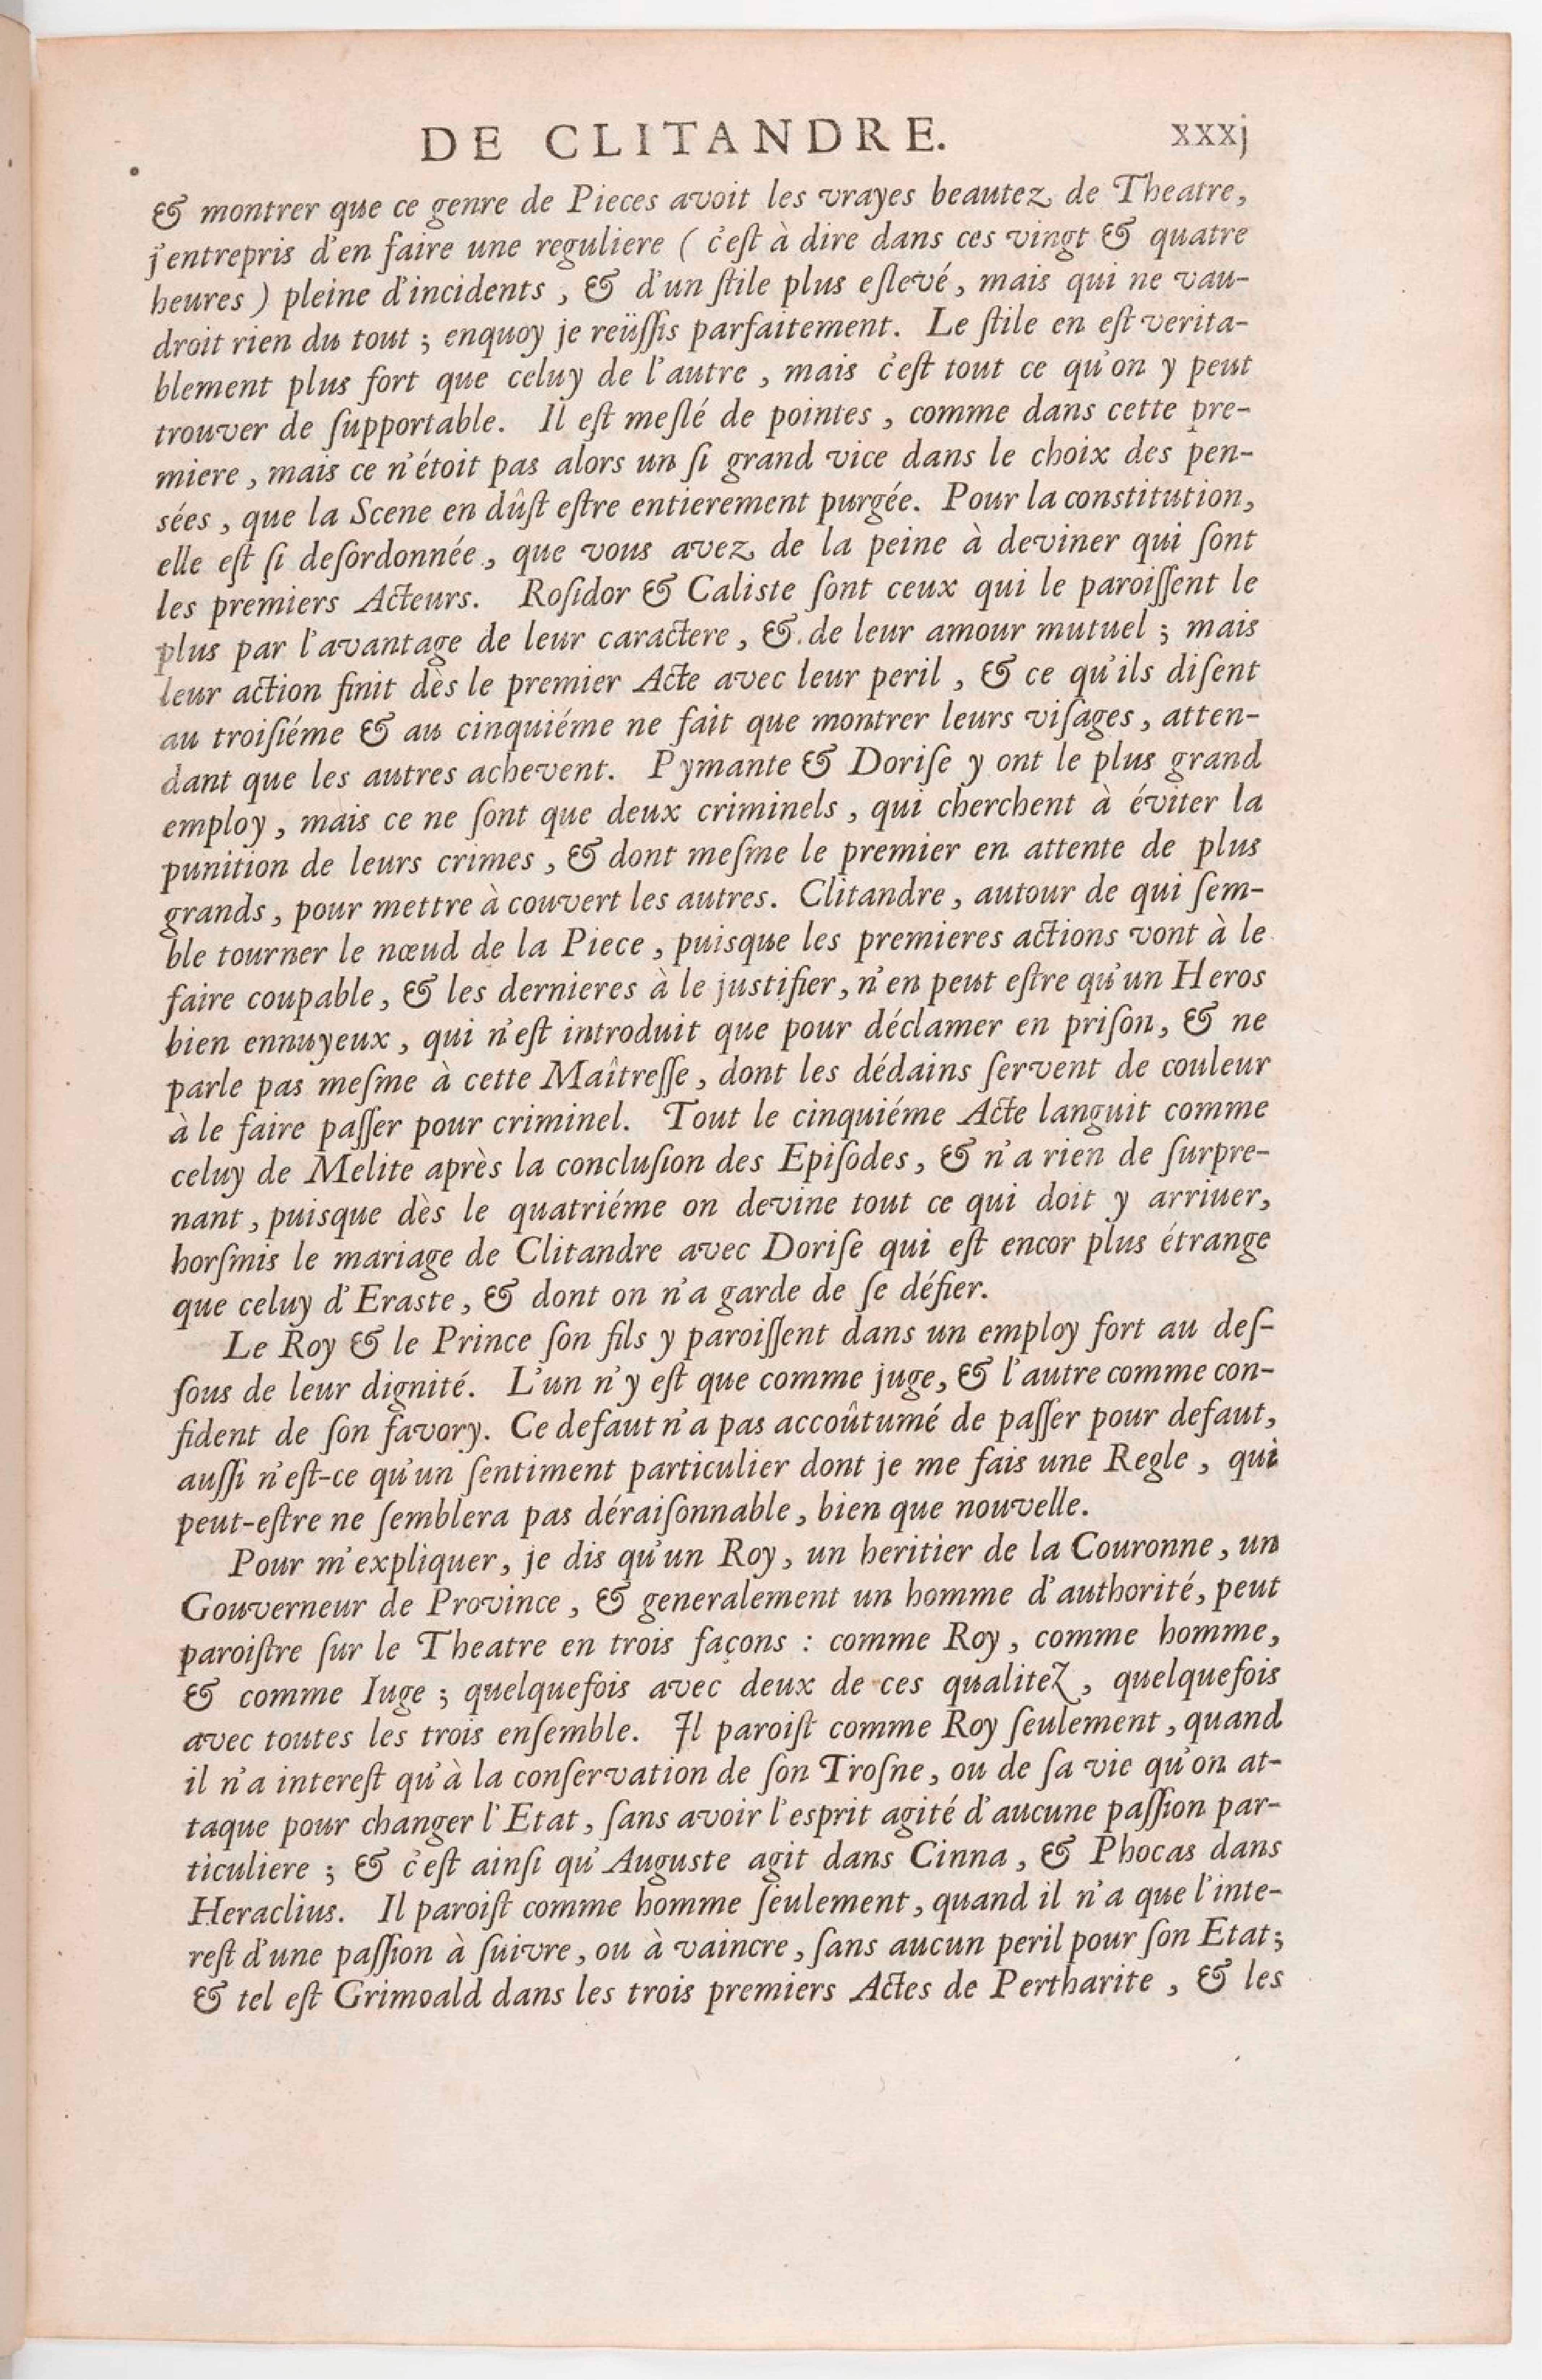 DE CLITANDRE. xxxj
& montrer que ce genre de Pieces avoit les vrayes beautez de Theatre,
j'entrepris d'en faire une reguliere ( c'eſt à dire dans ces vingt & quatre
heures ) pleine d'incidents , & d'un ſtile plus eſlevé, mais qui ne vau-
droit rien du tout ; enquoy je reüſſis parfaitement. Le ſtile en eſt verita-
blement plus fort que celuy de l'autre , mais c'eſt tout ce qu'on y peut
trouver de ſupportable. Il eſt meſlé de pointes , comme dans cette pre-
miere , mais ce n'étoit pas alors un ſi grand vice dans le choix des pen-
sées , que la Scene en dûſt eſtre entierement purgée. Pour la constitution,
elle eſt ſi deſordonnée , que vous avez de la peine à deviner qui ſont
les premiers Acteurs. Roſidor & Caliste ſont ceux qui le paroiſſent le
plus par l'avantage de leur caractere , &. de leur amour mutuel ; mais
leur action finit dès le premier Acte avec leur peril , & ce qu'ils diſent
au troiſiéme & au cinquiéme ne fait que montrer leurs viſages , atten-
dant que les autres achevent. Pymante & Doriſe y ont le plus grand
employ , mais ce ne ſont que deux criminels , qui cherchent à éviter la
punition de leurs crimes , & dont meſme le premier en attente de plus
grands , pour mettre à couvert les autres. Clitandre , autour de qui ſem-
ble tourner le nœud de la Piece , puisque les premieres actions vont à le
faire coupable, & les dernieres à le justifier, n'en peut eſtre qu'un Heros
bien ennuyeux , qui n'eſt introduit que pour déclamer en priſon, & ne
parle pas meſme à cette Maîtreſſe , dont les dédains ſervent de couleur
à le faire paſſer pour criminel. Tout le cinquiéme Acte languit comme
celuy de Melite après la concluſion des Epiſodes, & n'a rien de ſurpre-
nant , puisque dès le quatriéme on devine tout ce qui doit y arriuer,
horſmis le mariage de Clitandre avec Doriſe qui eſt encor plus étrange
que celuy d'Eraste, & dont on n'a garde de ſe défier.
Le Roy & le Prince ſon fils y paroiſſent dans un employ fort au deſ-
ſous de leur dignité. L'un n'y eſt que comme juge, & l'autre comme con-
fident de ſon favory. Ce defaut n'a pas accoûtumé de paſſer pour defaut,
auſſi n'eſt-ce qu'un ſentiment particulier dont je me fais une Regle , qui
peut-eſtre ne ſemblera pas déraiſonnable , bien que nouvelle.
Pour m'expliquer, je dis qu'un Roy, un heritier de la Couronne, un
Gouverneur de Province, & generalement un homme d'authorité, peut
paroiſtre ſur le Theatre en trois façons : comme Roy, comme homme,
& comme Iuge ; quelquefois avec deux de ces qualitez , quelquefois
avec toutes les trois enſemble. Il paroiſt comme Roy ſeulement, quand
il n'a intereſt qu'à la conſervation de ſon Troſne, ou de ſa vie qu'on at-
taque pour changer l'Etat, ſans avoir l'esprit agité d'aucune paſſion par-
ticuliere ; & c'eſt ainſi qu'Auguste agit dans Cinna, & Phocas dans
Heraclius. Il paroiſt comme homme ſeulement, quand il n'a que l'inte-
reſt d'une paſſion à ſuivre, ou à vaincre, ſans aucun peril pour ſon Etat;
& tel eſt Grimoald dans les trois premiers Actes de Pertharite , & les